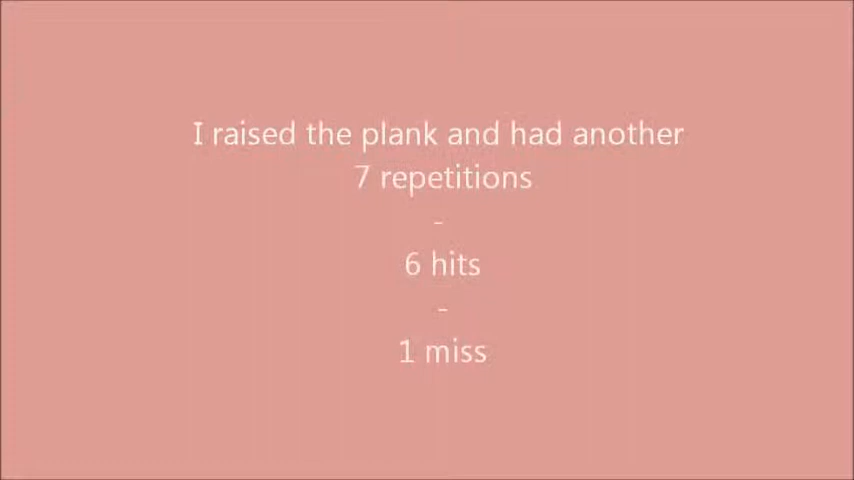 I raised the plank and had another
7 repetitions
-
6 hits
-
1 miss